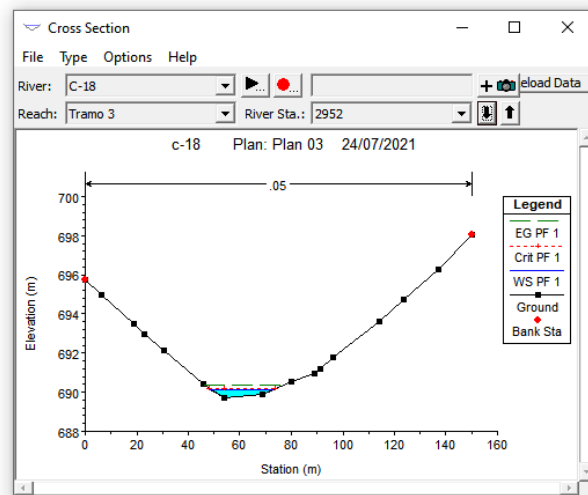 Cross Section
File Type Options Help
River: C-18 eload Data
Reach: Tramo 3 River Sta.: 2952
c-18 Plan: Plan 03 24/07/2021
.05
700
698
696
694
692
690
688
0 20 40 60 80 100 120 140 160
Elevation (m)
Station (m)
Legend
EG PF 1
Crit PF 1
WS PF 1
Ground
Bank Sta